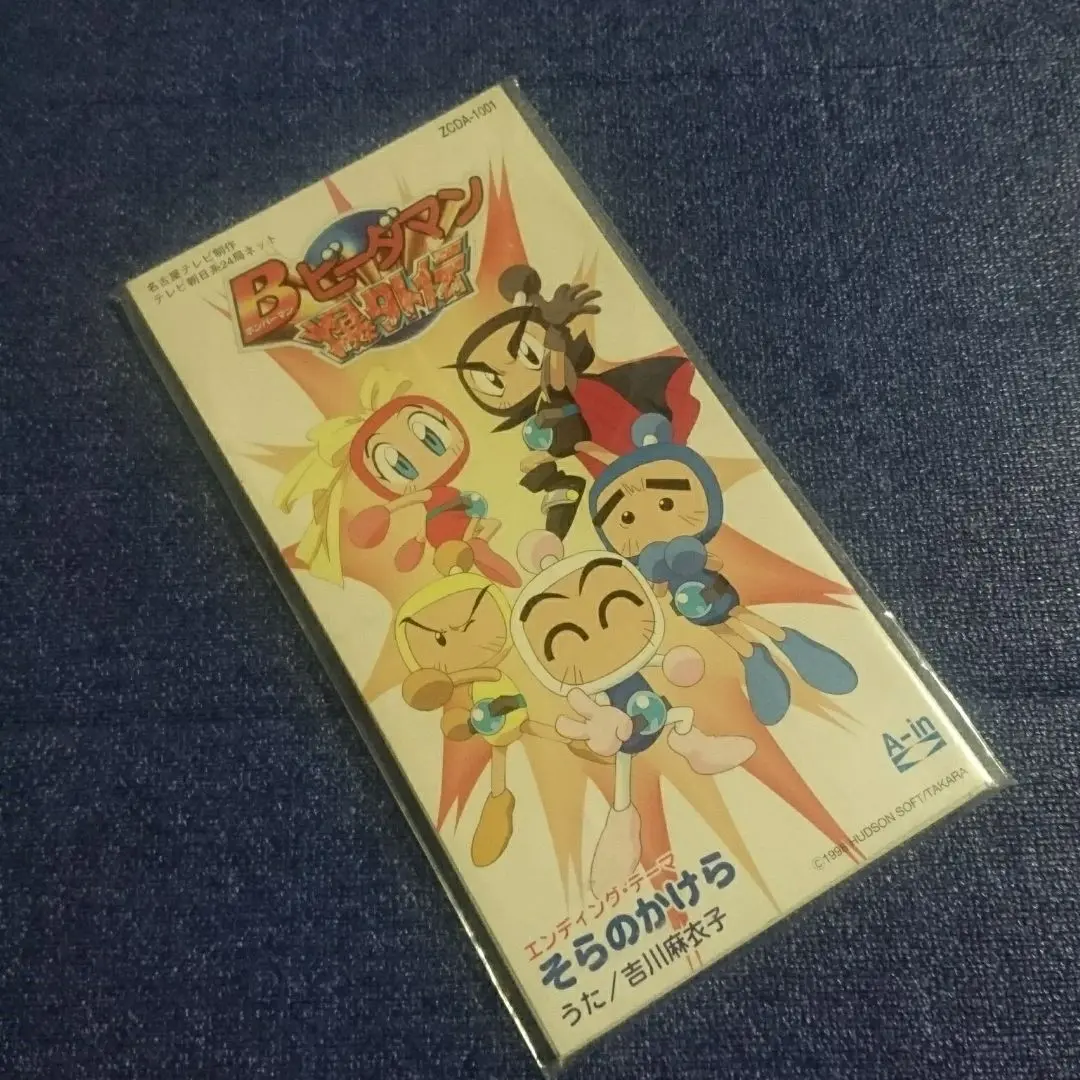 ZCDA-1001
名古屋テレビ制作
テレビ朝日系24局ネット
Bビーダマン
ボンバーマン
爆外伝
A-in
©1998 HUDSON SOFT/TAKARA
エンディング・テーマ
そらのかけら
うた/吉川麻衣子